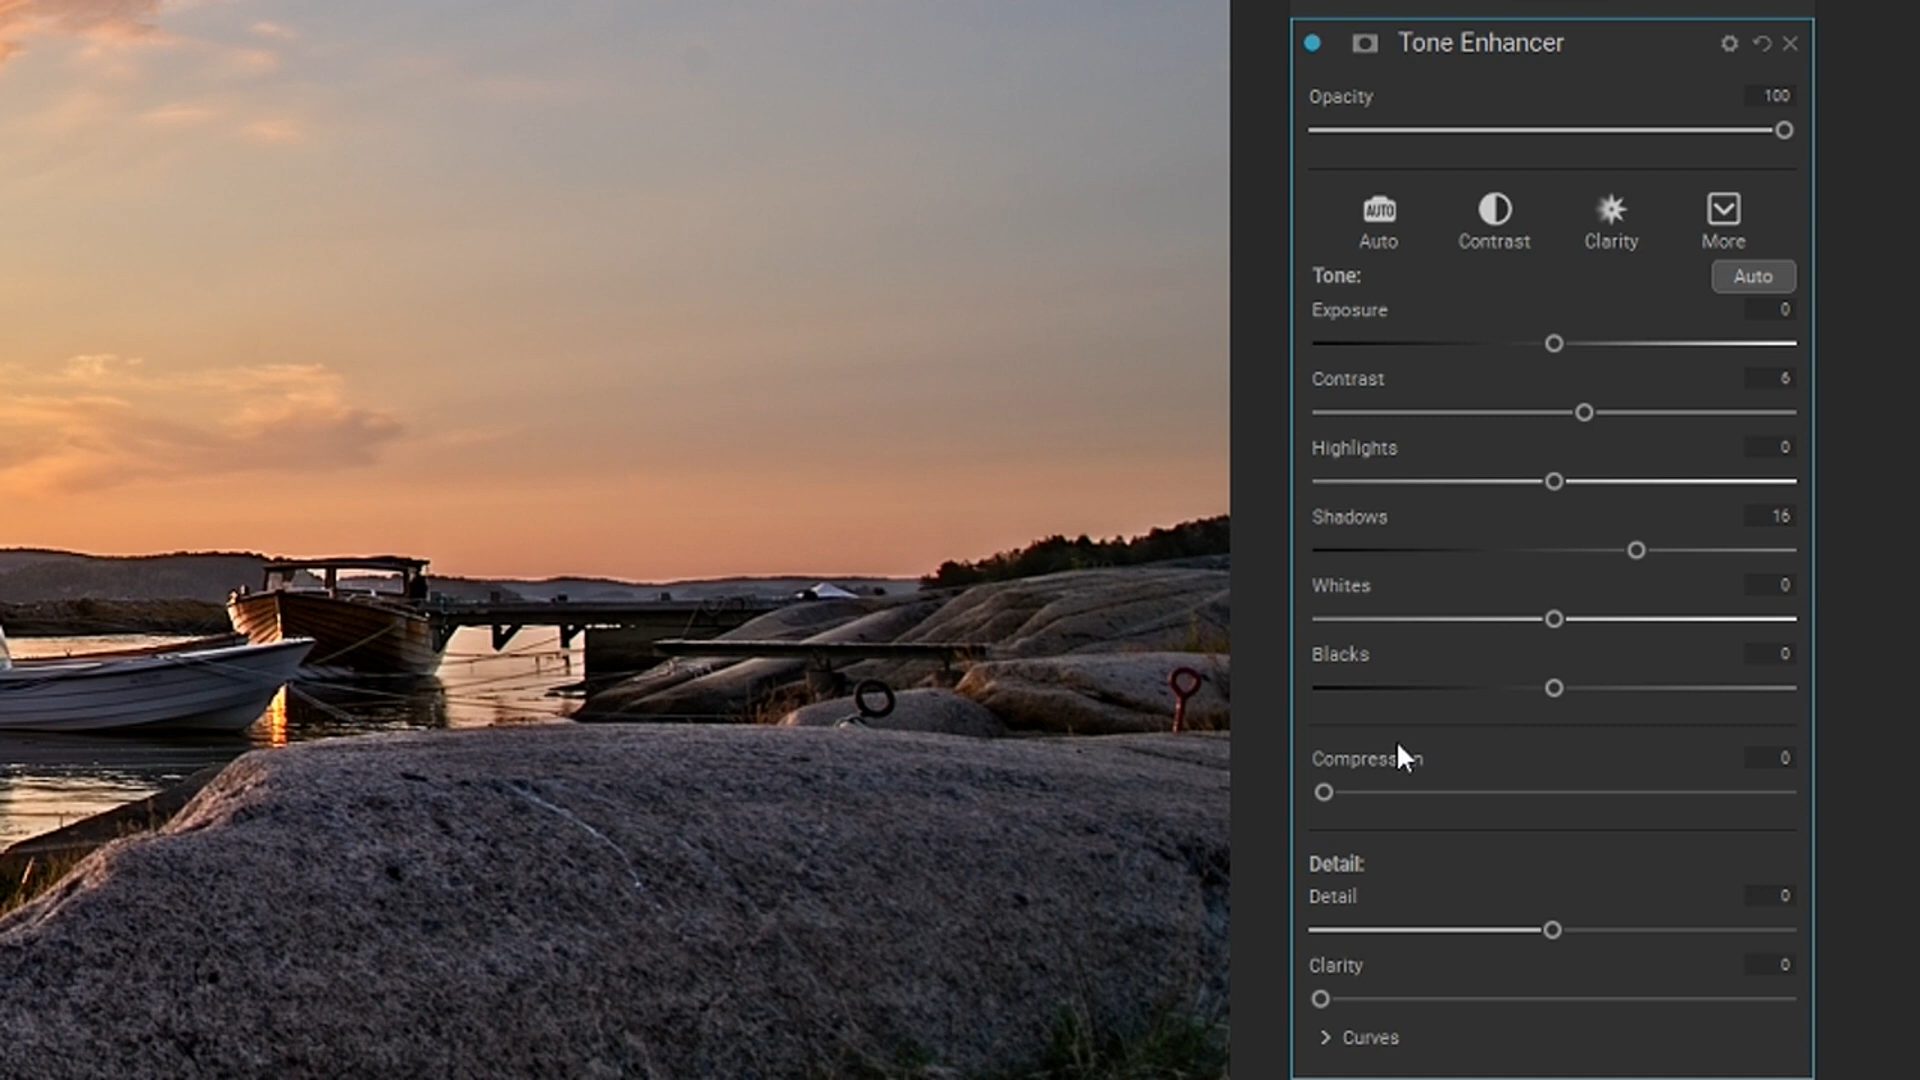 Tone Enhancer
Opacity 100
AUTO
Auto Contrast Clarity More
Tone: Auto
Exposure 0
Contrast 6
Highlights 0
Shadows 16
Whites 0
Blacks 0
Compression 0
Detail:
Detail 0
Clarity 0
Curves